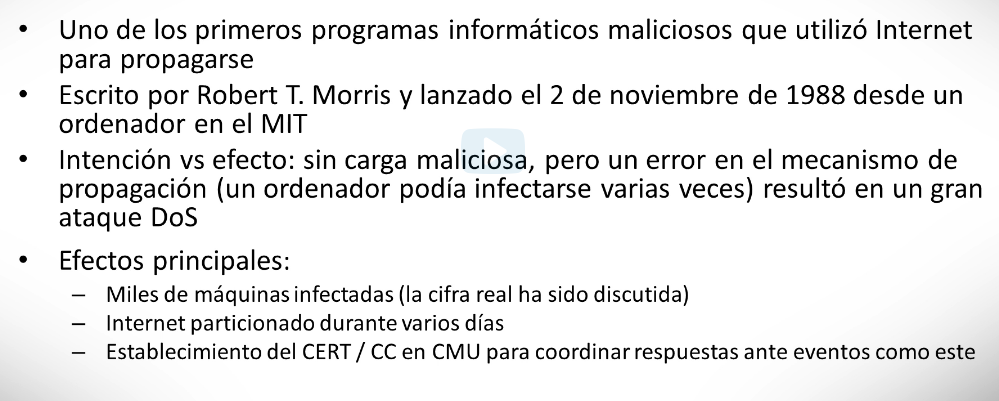 • Uno de los primeros programas informáticos maliciosos que utilizó Internet
para propagarse
• Escrito por Robert T. Morris y lanzado el 2 de noviembre de 1988 desde un
ordenador en el MIT
• Intención vs efecto: sin carga maliciosa, pero un error en el mecanismo de
propagación (un ordenador podía infectarse varias veces) resultó en un gran
ataque DoS
• Efectos principales:
– Miles de máquinas infectadas (la cifra real ha sido discutida)
– Internet particionado durante varios días
– Establecimiento del CERT / CC en CMU para coordinar respuestas ante eventos como este